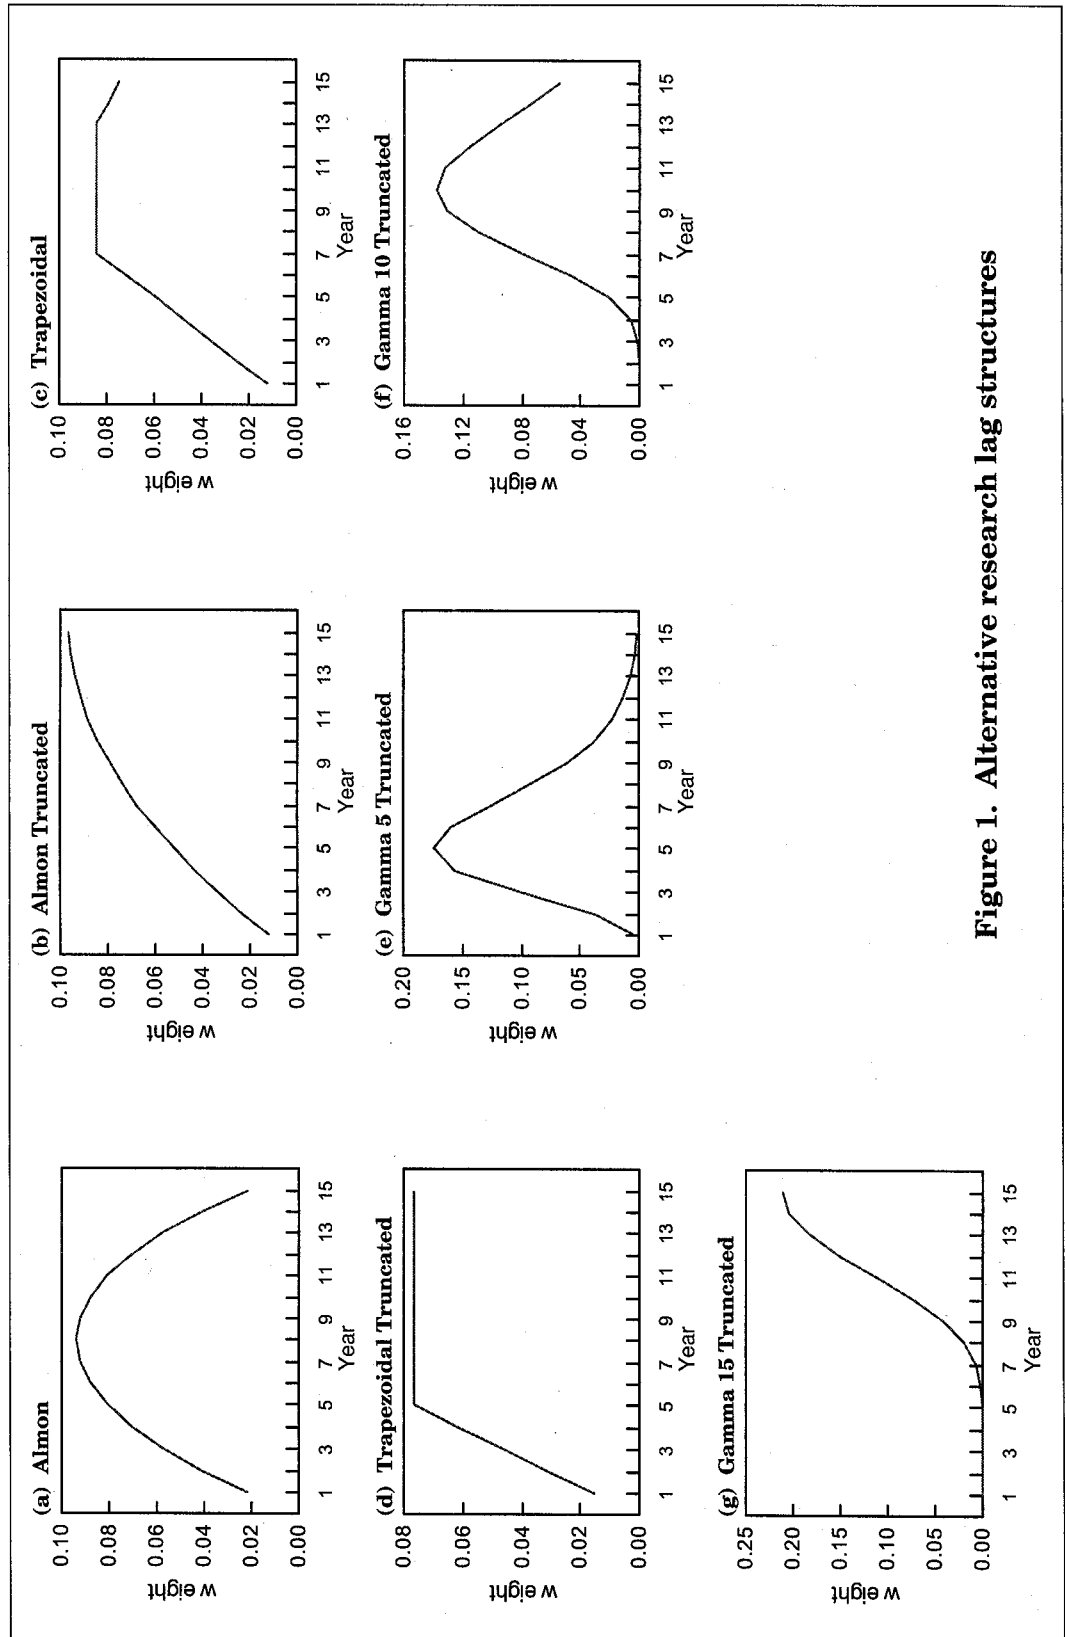 (a) Almon
0.10
0.08
0.06
0.04
0.02
0.00
w eight
1 3 5 7 9 11 13 15
Year
(b) Almon Truncated
0.10
0.08
0.06
0.04
0.02
0.00
w eight
1 3 5 7 9 11 13 15
Year
(c) Trapezoidal
0.10
0.08
0.06
0.04
0.02
0.00
w eight
1 3 5 7 9 11 13 15
Year
(d) Trapezoidal Truncated
0.08
0.06
0.04
0.02
0.00
w eight
1 3 5 7 9 11 13 15
Year
(e) Gamma 5 Truncated
0.20
0.15
0.10
0.05
0.00
w eight
1 3 5 7 9 11 13 15
Year
(f) Gamma 10 Truncated
0.16
0.12
0.08
0.04
0.00
w eight
1 3 5 7 9 11 13 15
Year
(g) Gamma 15 Truncated
0.25
0.20
0.15
0.10
0.05
0.00
w eight
1 3 5 7 9 11 13 15
Year
Figure 1. Alternative research lag structures